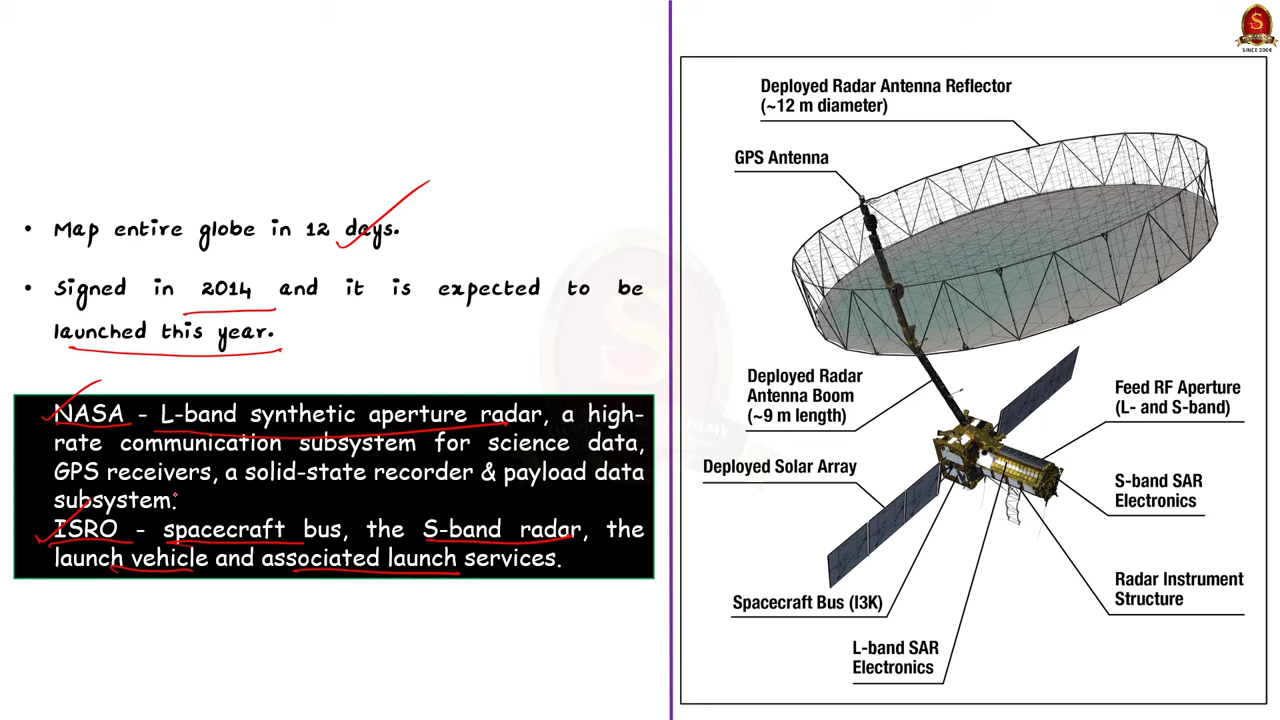 • Map entire globe in 12 days.
• Signed in 2014 and it is expected to be
launched this year.
NASA - L-band synthetic aperture radar, a high-
rate communication subsystem for science data,
GPS receivers, a solid-state recorder & payload data
subsystem.
ISRO - spacecraft bus, the S-band radar, the
launch vehicle and associated launch services.
S
SINCE 2004
Deployed Radar Antenna Reflector
(~12 m diameter)
GPS Antenna
Deployed Radar
Antenna Boom
(~9 m length)
Feed RF Aperture
(L- and S-band)
Deployed Solar Array
S-band SAR
Electronics
Radar Instrument
Structure
Spacecraft Bus (I3K)
L-band SAR
Electronics